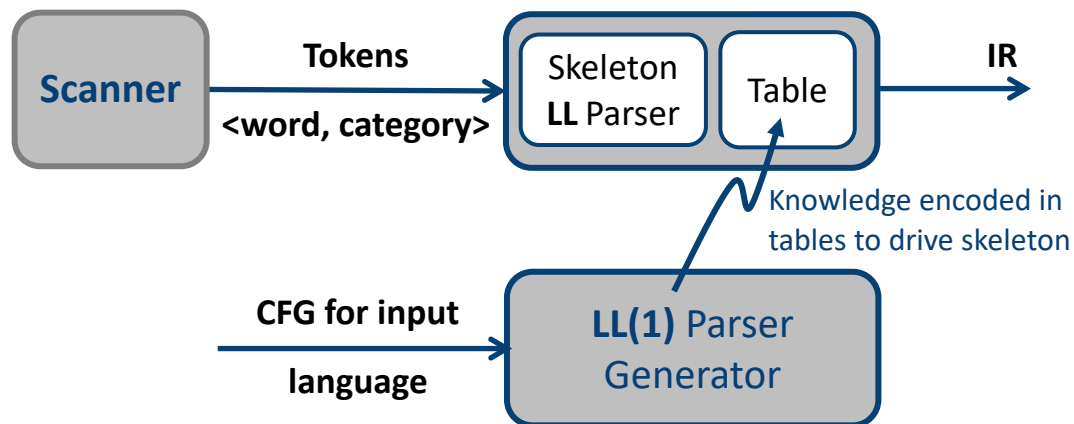 Scanner
Tokens
<word, category>
Skeleton
LL Parser
Table
IR
Knowledge encoded in
tables to drive skeleton
CFG for input
language
LL(1) Parser
Generator